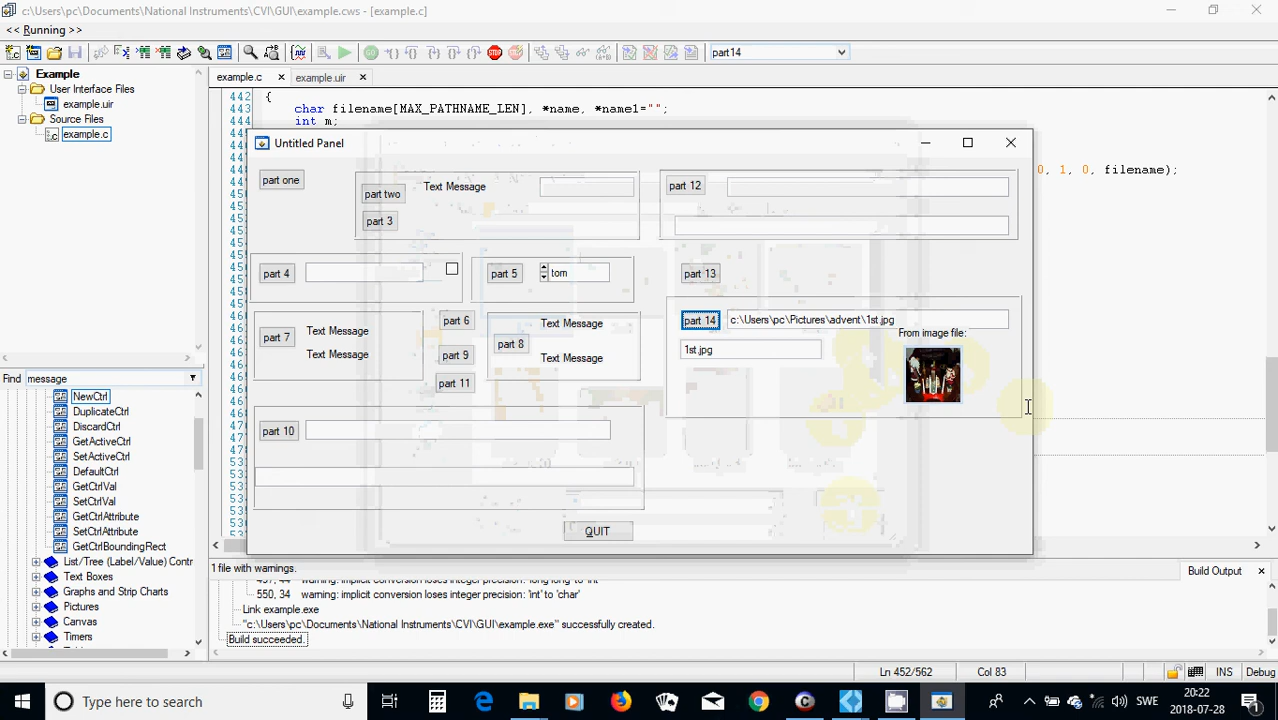 c:\Users\pc\Documents\National Instruments\CVI\GUI\example.cws - [example.c]
<< Running >>
part14
Example
User Interface Files
example.uir
Source Files
example.c
example.c
example.uir
442 {
443 char filename[MAX_PATHNAME_LEN], *name, *name1="";
int m;
0, 1, 0, filename);
Untitled Panel
part one
part two
Text Message
part 3
part 12
part 4
part 5
tom
part 13
part 6
part 7
Text Message
Text Message
part 8
Text Message
Text Message
part 9
part 11
part 14
c:\Users\pc\Pictures\advent\1st.jpg
From image file:
1st.jpg
part 10
QUIT
Find
message
NewCtrl
DuplicateCtrl
DiscardCtrl
GetActiveCtrl
SetActiveCtrl
DefaultCtrl
GetCtrlVal
SetCtrlVal
GetCtrlAttribute
SetCtrlAttribute
GetCtrlBoundingRect
List/Tree (Label/Value) Contr
Text Boxes
Graphs and Strip Charts
Pictures
Canvas
Timers
1 file with warnings.
Build Output
550, 34 warning: implicit conversion loses integer precision: 'int' to 'char'
Link example.exe
"c:\Users\pc\Documents\National Instruments\CVI\GUI\example.exe" successfully created.
Build succeeded.
Ln 452/562
Col 83
INS
Debug
Type here to search
SWE
20:22
2018-07-28